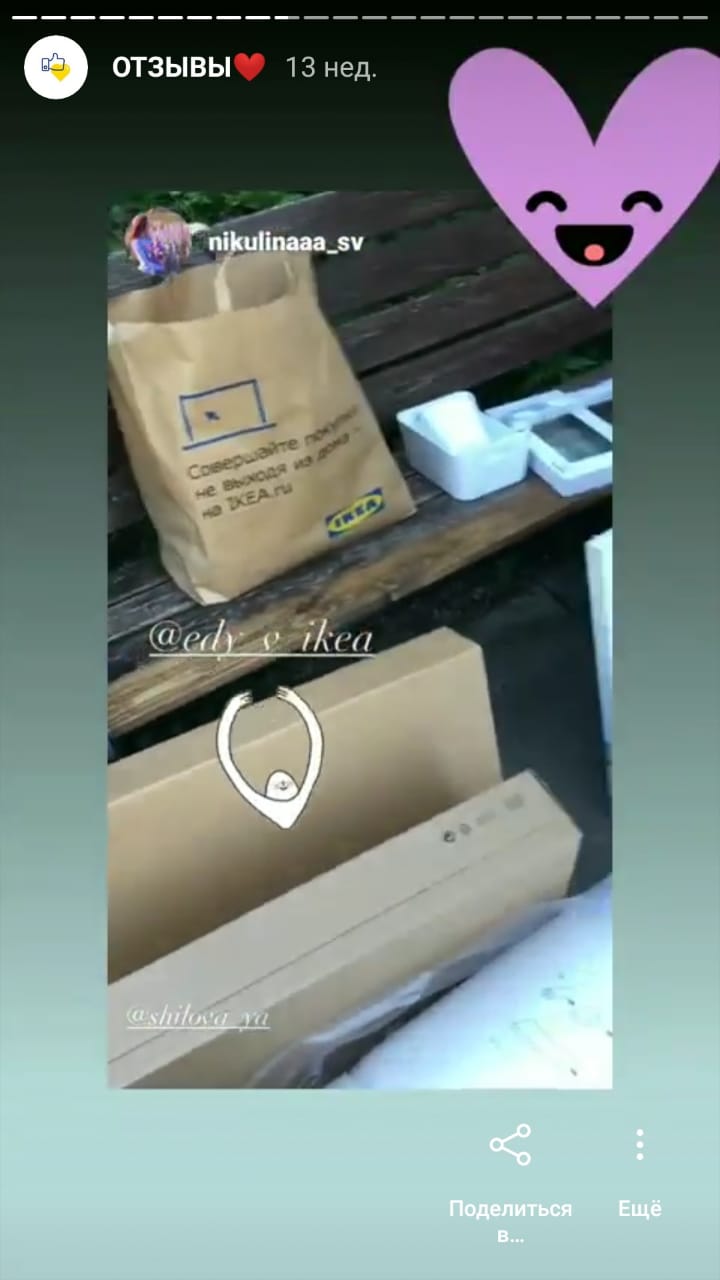 ОТЗЫВЫ❤️ 13 нед.
nikulinaaa_sv
Совершайте покупки
не выходя из дома –
на IKEA.ru
IKEA
@edy_v_ikea
@shilova_ya
Поделиться
в...
Ещё